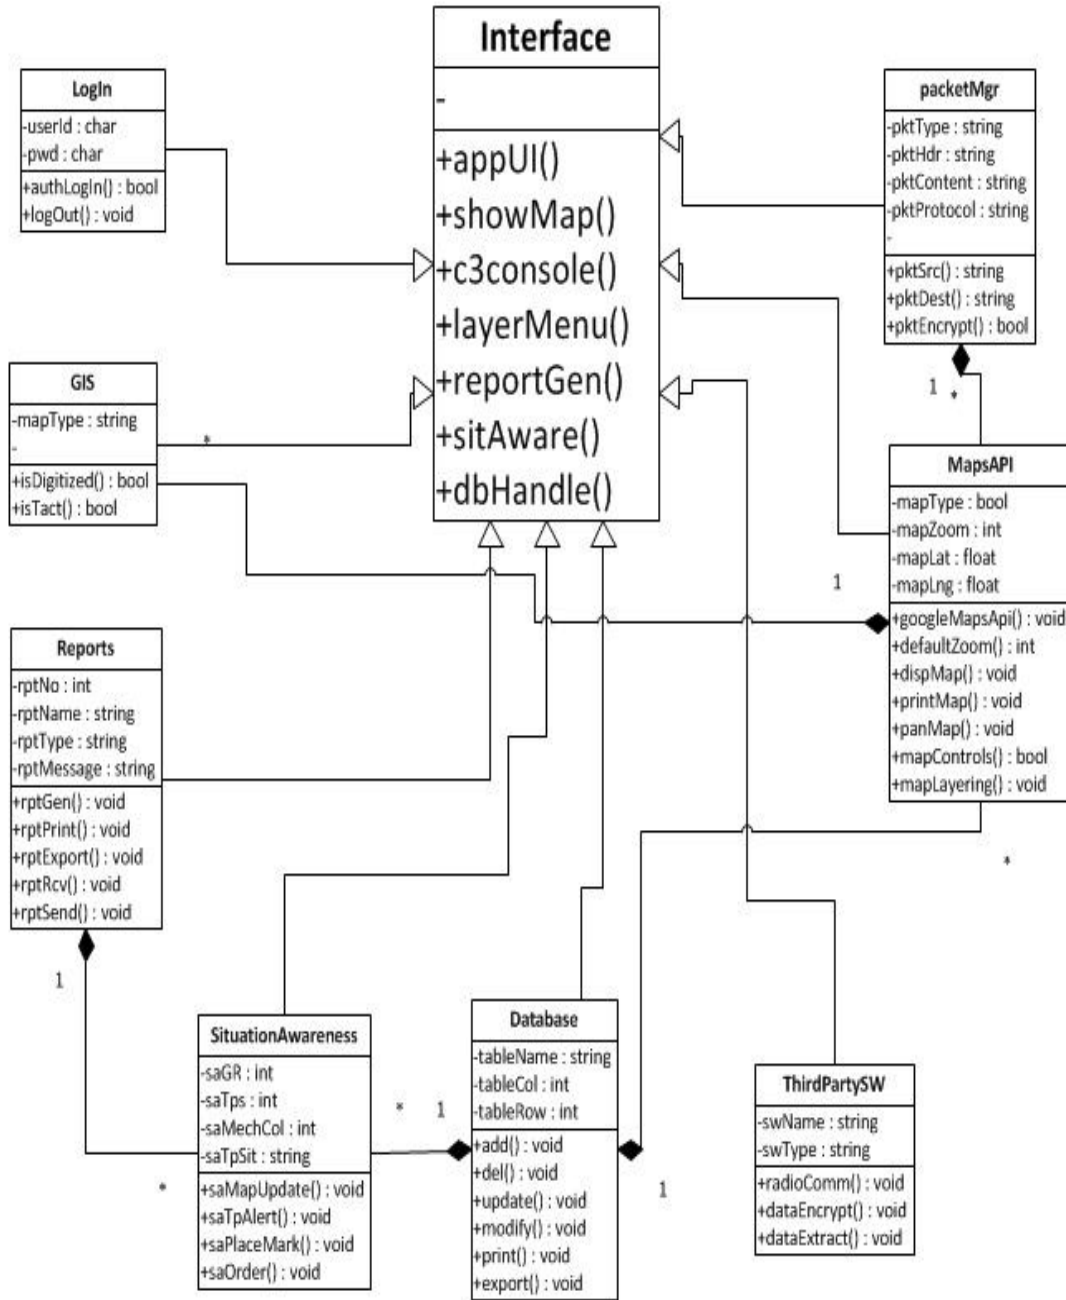 Interface
-
+appUI()
+showMap()
+c3console()
+layerMenu()
+reportGen()
+sitAware()
+dbHandle()
LogIn
-userId : char
-pwd : char
+authLogIn() : bool
+logOut() : void
packetMgr
-pktType : string
-pktHdr : string
-pktContent : string
-pktProtocol : string
-
+pktSrc() : string
+pktDest() : string
+pktEncrypt() : bool
1
*
GIS
-mapType : string
-
+isDigitized() : bool
+isTact() : bool
*
MapsAPI
-mapType : bool
-mapZoom : int
-mapLat : float
-mapLng : float
+googleMapsApi() : void
+defaultZoom() : int
+dispMap() : void
+printMap() : void
+panMap() : void
+mapControls() : bool
+mapLayering() : void
1
*
Reports
-rptNo : int
-rptName : string
-rptType : string
-rptMessage : string
+rptGen() : void
+rptPrint() : void
+rptExport() : void
+rptRcv() : void
+rptSend() : void
1
*
SituationAwareness
-saGR : int
-saTps : int
-saMechCol : int
-saTpSit : string
+saMapUpdate() : void
+saTpAlert() : void
+saPlaceMark() : void
+saOrder() : void
*
1
Database
-tableName : string
-tableCol : int
-tableRow : int
+add() : void
+del() : void
+update() : void
+modify() : void
+print() : void
+export() : void
1
ThirdPartySW
-swName : string
-swType : string
+radioComm() : void
+dataEncrypt() : void
+dataExtract() : void